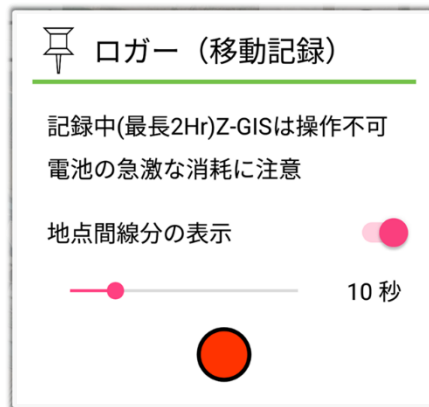 ロガー（移動記録）
記録中(最長2Hr)Z-GISは操作不可
電池の急激な消耗に注意
地点間線分の表示
10 秒